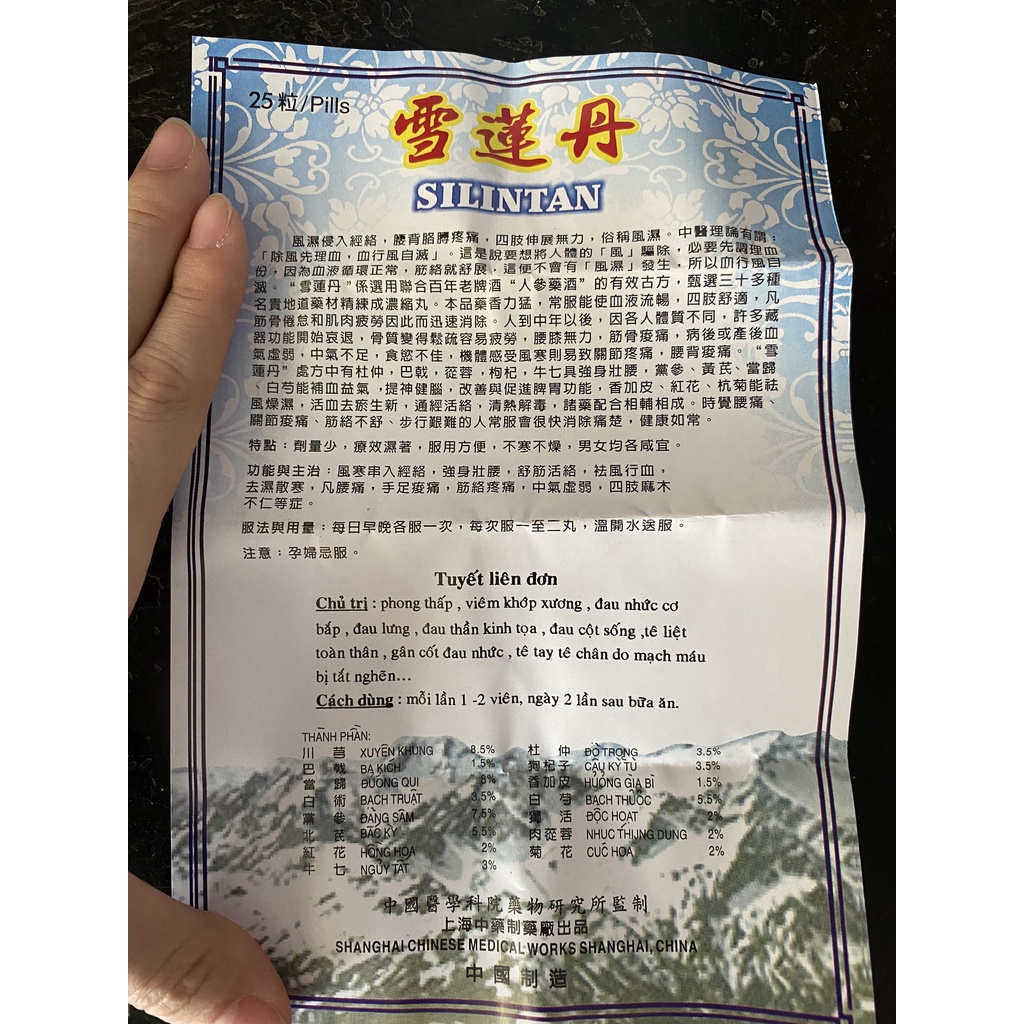 25粒/Pills
雪蓮丹
SILINTAN
風濕侵入經絡，腰背胳膊疼痛，四肢伸展無力，俗稱風濕。中醫理論有謂：
「除風先理血，血行風自滅」。這是說要想將人體的「風」驅除，必要先調理血
份，因為血液循環正常，筋絡就舒展，這便不會有「風濕」發生，所以血行風自
滅。“雪蓮丹”係選用聯合百年老牌酒“人參藥酒”的有效古方，甄選三十多種
名貴地道藥材精練成濃縮丸。本品藥香力猛，常服能使血液流暢，四肢舒適，凡
筋骨倦怠和肌肉疲勞因此而迅速消除。人到中年以後，因各人體質不同，許多藏
器功能開始衰退，骨質變得鬆疏容易疲勞，腰膝無力，筋骨痠痛，病後或產後血
氣虛弱，中氣不足，食慾不佳，機體感受風寒則易致關節疼痛，腰背痠痛。“雪
蓮丹”處方中有杜仲，巴戟，蓯蓉，枸杞，牛七具強身壯腰，黨參、黃芪、當歸
、白芍能補血益氣，提神健腦，改善與促進脾胃功能，香加皮、紅花、杭菊能祛
風燥濕，活血去瘀生新，通經活絡，清熱解毒，諸藥配合相輔相成。時覺腰痛、
關節痠痛、筋絡不舒、步行艱難的人常服會很快消除痛楚，健康如常。
特點：劑量少，療效濕著，服用方便，不寒不燥，男女均各咸宜。
功能與主治：風寒串入經絡，強身壯腰，舒筋活絡，祛風行血，
去濕散寒，凡腰痛，手足痠痛，筋絡疼痛，中氣虛弱，四肢麻木
不仁等症。
服法與用量：每日早晚各服一次，每次服一至二丸，溫開水送服。
注意：孕婦忌服。
Tuyết liên đơn
Chủ trị : phong thấp , viêm khớp xương , đau nhức cơ
bắp , đau lưng , đau thần kinh tọa , đau cột sống ,tê liệt
toàn thân , gân cốt đau nhức , tê tay tê chân do mạch máu
bị tắt nghẽn...
Cách dùng : mỗi lần 1 -2 viên, ngày 2 lần sau bữa ăn.
THÀNH PHẦN:
川芎 XUYÊN KHUNG 8.5% 杜仲 ĐỖ TRỌNG 3.5%
巴戟 BA KÍCH 1.5% 狗杞子 CẨU KỶ TỬ 3.5%
當歸 ĐƯƠNG QUI 8% 香加皮 HƯƠNG GIA BÌ 1.5%
白術 BẠCH TRUẬT 3.5% 白芍 BẠCH THUỘC 5.5%
黨參 ĐẲNG SÂM 7.5% 獨活 ĐỘC HOẠT 2%
北芪 BẮC KỲ 5.5% 肉蓯蓉 NHỤC THUNG DUNG 2%
紅花 HỒNG HOA 2% 菊花 CÚC HOA 2%
牛七 NGƯU TẤT 3%
中國醫學科院藥物研究所監制
上海中藥制藥廠出品
SHANGHAI CHINESE MEDICAL WORKS SHANGHAI, CHINA
中國制造